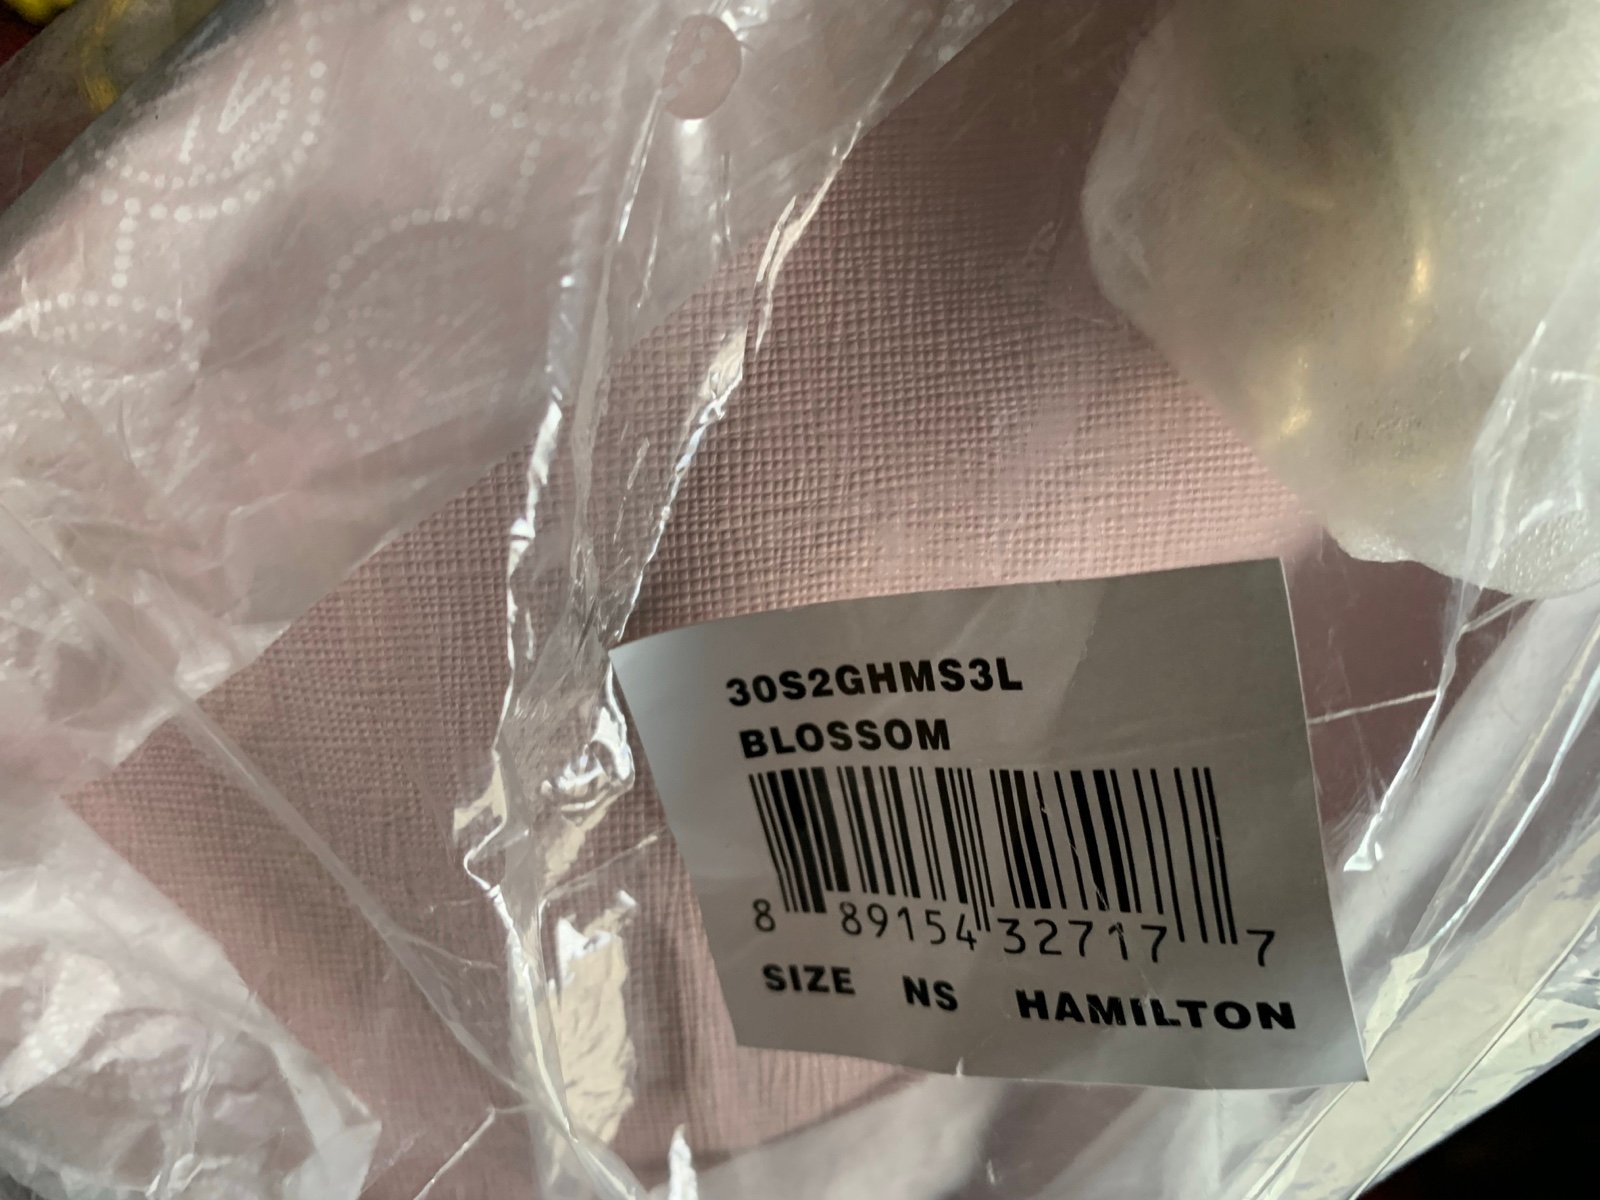 30S2GHMS3L
BLOSSOM
8 89154 32717 7
SIZE NS HAMILTON